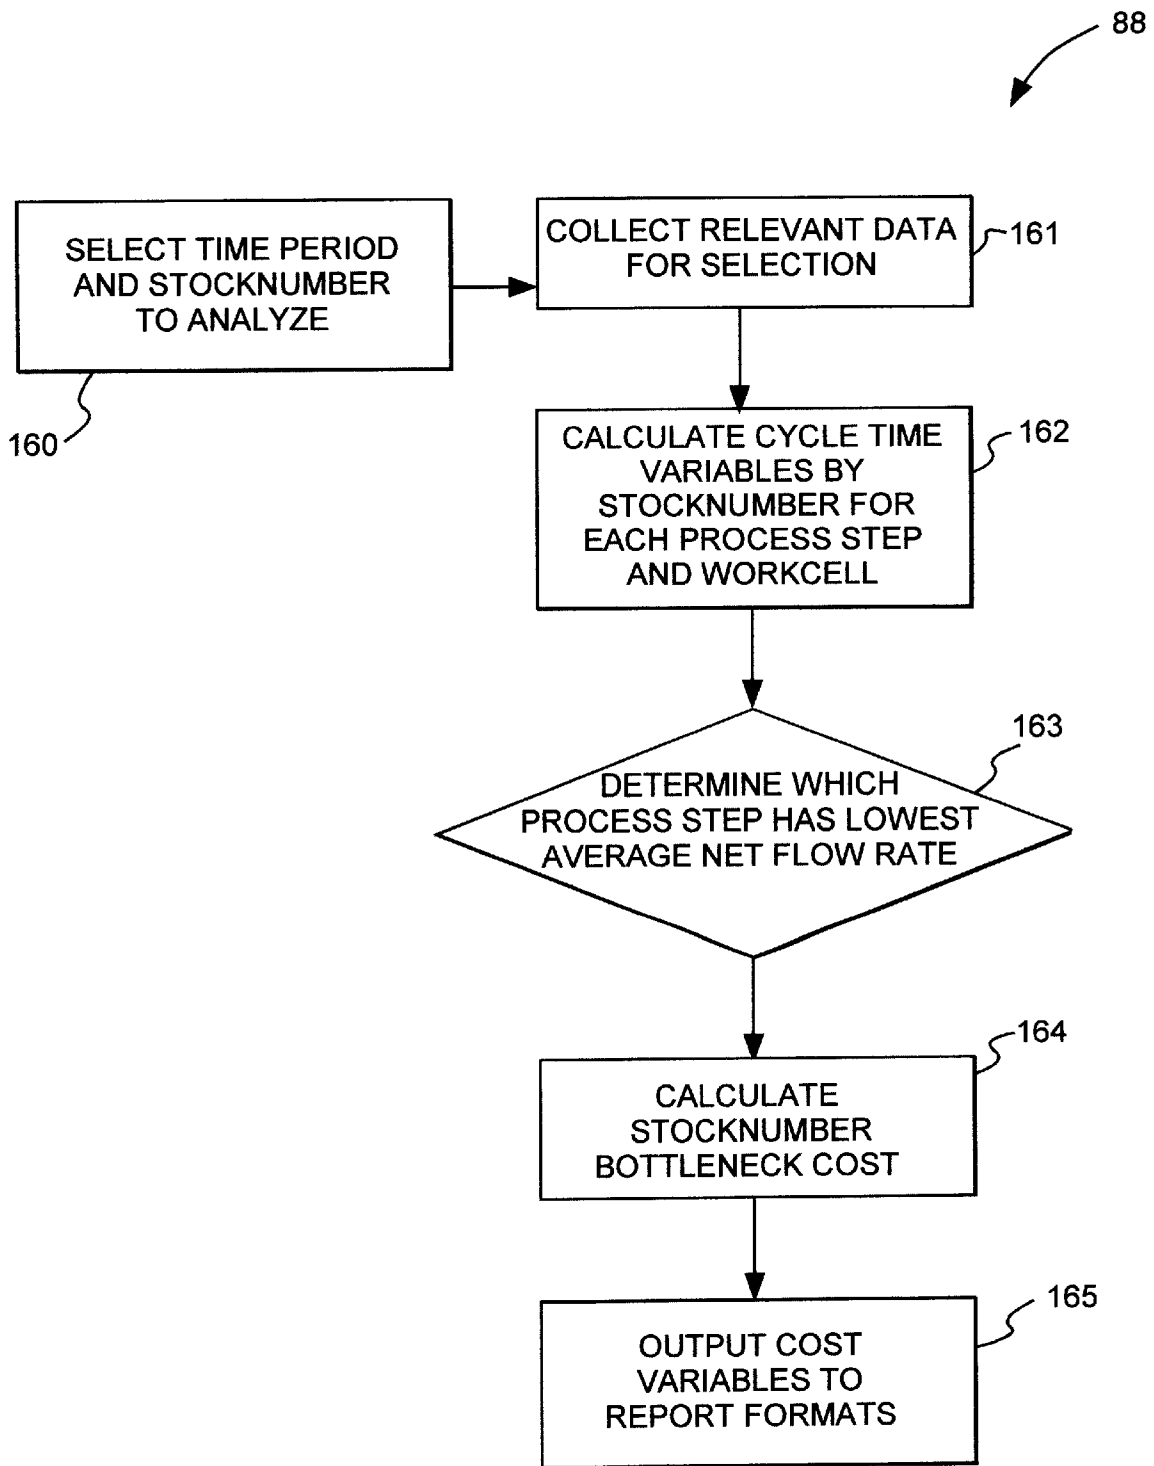 88
SELECT TIME PERIOD
AND STOCKNUMBER
TO ANALYZE
160
COLLECT RELEVANT DATA
FOR SELECTION
161
CALCULATE CYCLE TIME
VARIABLES BY
STOCKNUMBER FOR
EACH PROCESS STEP
AND WORKCELL
162
163
DETERMINE WHICH
PROCESS STEP HAS LOWEST
AVERAGE NET FLOW RATE
164
CALCULATE
STOCKNUMBER
BOTTLENECK COST
165
OUTPUT COST
VARIABLES TO
REPORT FORMATS